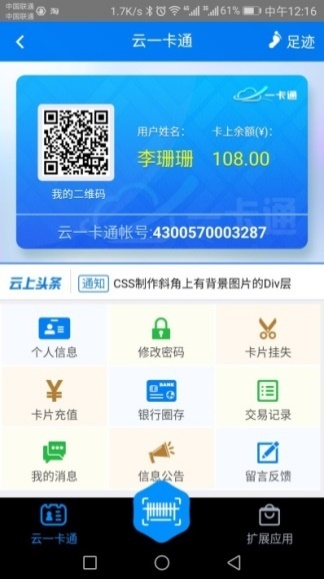 中国联通
中国联通
1.7K/s 61% 中午12:16
云一卡通 足迹
一卡通
用户姓名: 卡上余额(¥):
李珊珊 108.00
我的二维码
云一卡通
云一卡通帐号:4300570003287
云上头条 通知 CSS制作斜角上有背景图片的Div层
个人信息 修改密码 卡片挂失
BANK
卡片充值 银行圈存 交易记录
我的消息 信息公告 留言反馈
云一卡通 扩展应用